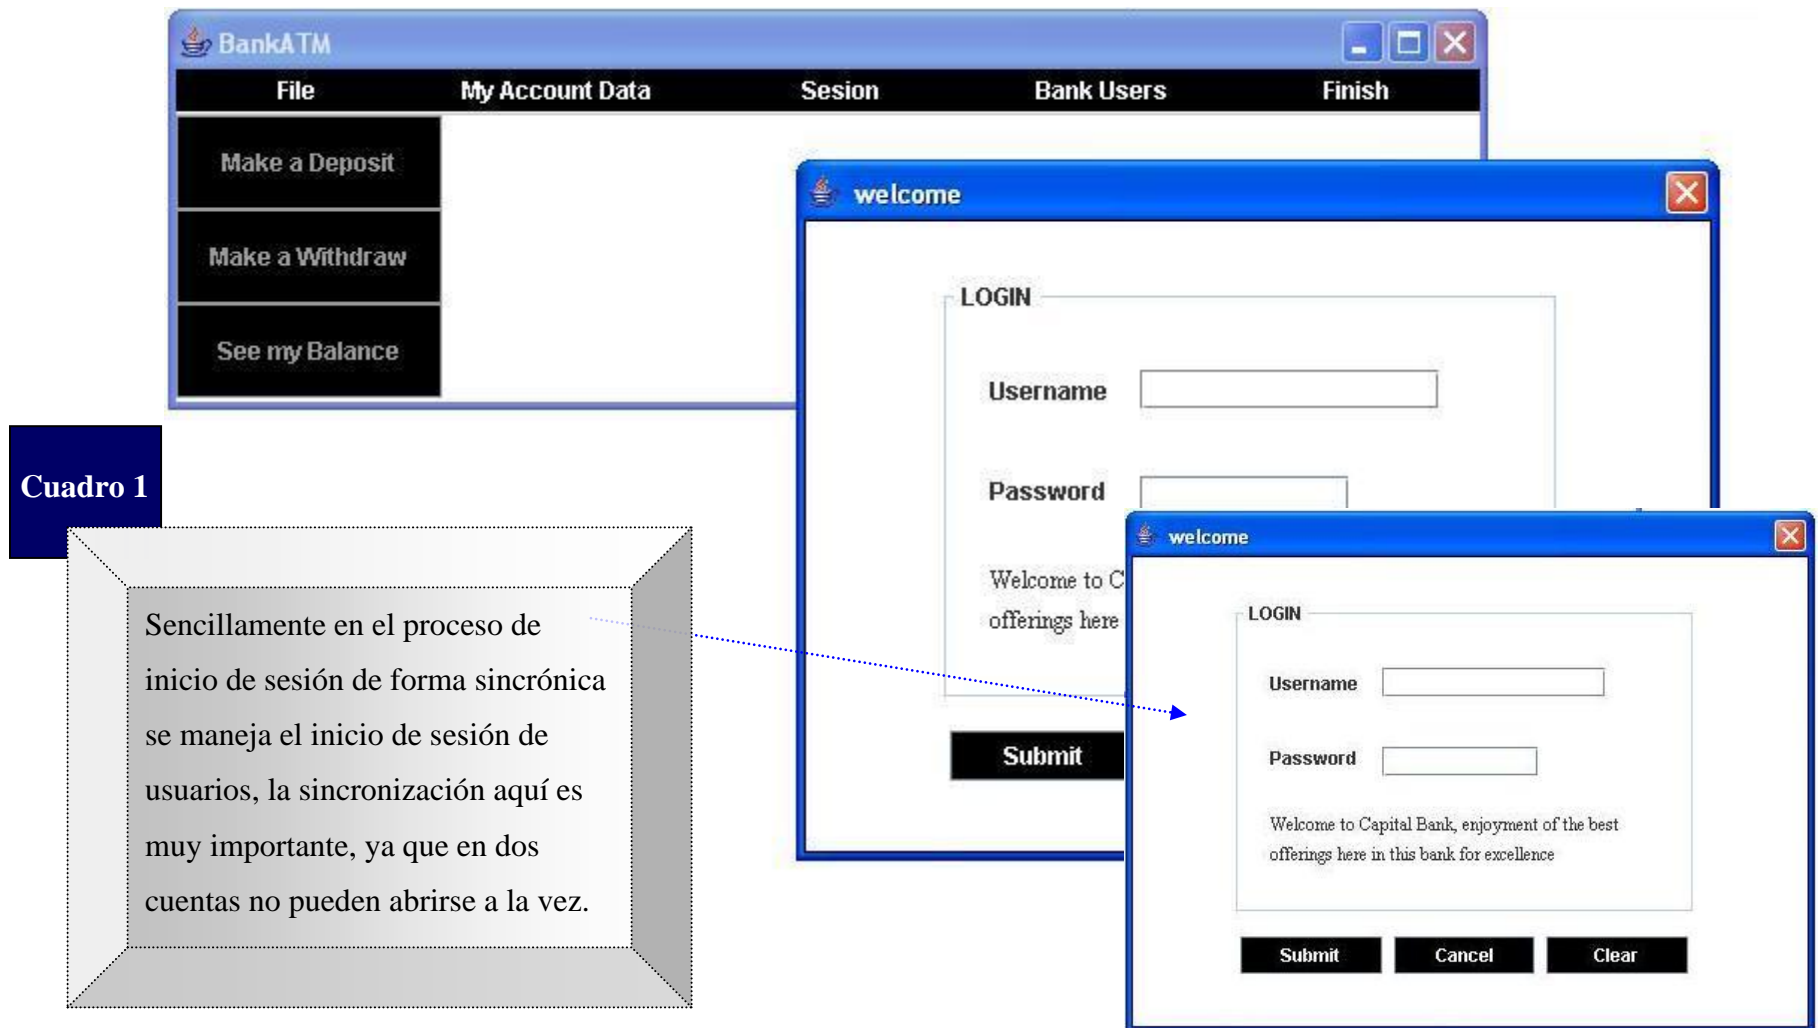 BankATM
File My Account Data Sesion Bank Users Finish
Make a Deposit
Make a Withdraw
See my Balance
welcome
LOGIN
Username
Password
Welcome to C
offerings here
Submit
Cuadro 1
Sencillamente en el proceso de
inicio de sesión de forma sincrónica
se maneja el inicio de sesión de
usuarios, la sincronización aquí es
muy importante, ya que en dos
cuentas no pueden abrirse a la vez.
welcome
LOGIN
Username
Password
Welcome to Capital Bank, enjoyment of the best
offerings here in this bank for excellence
Submit Cancel Clear